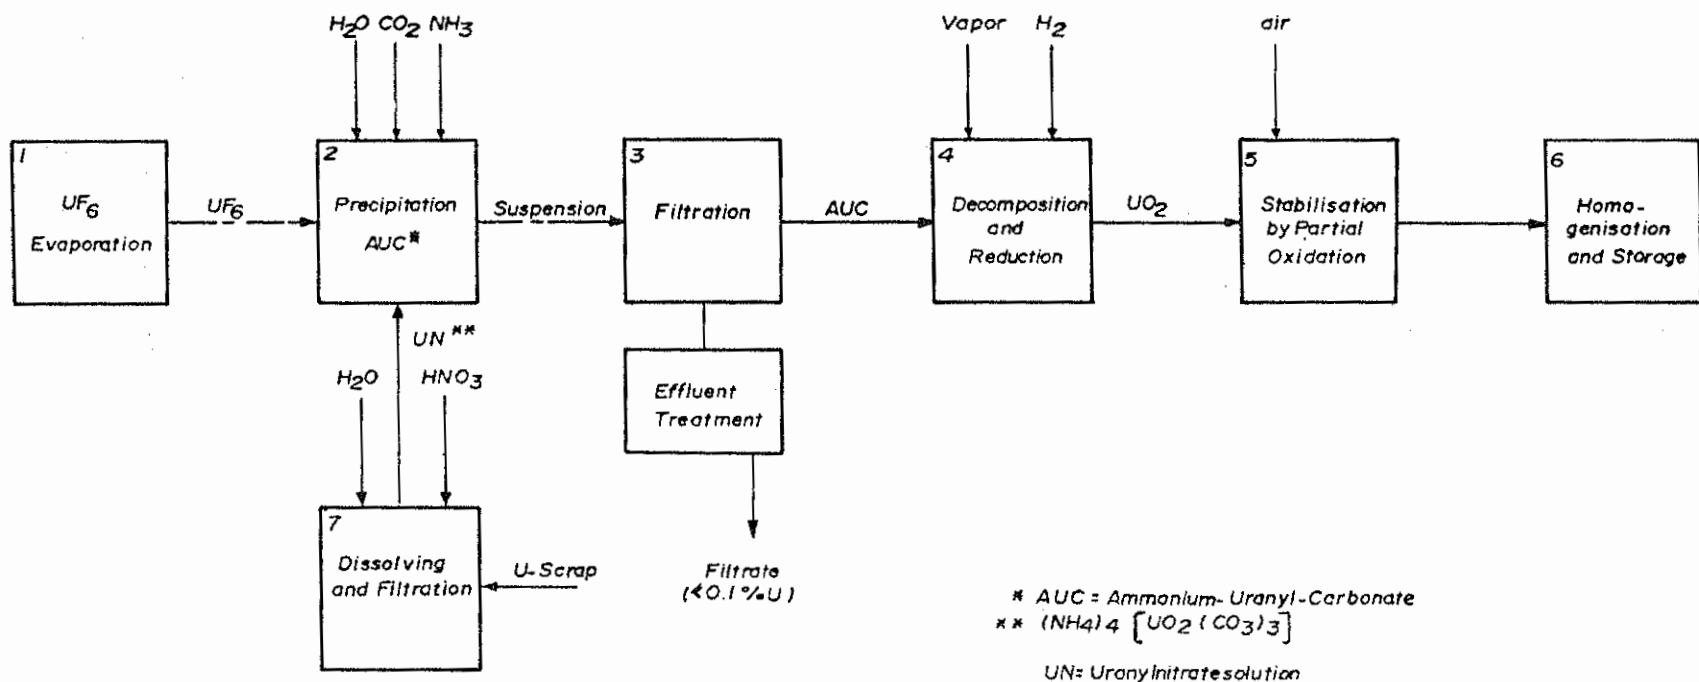 H₂O CO₂ NH₃
Vapor H₂
air
1
UF₆
Evaporation
UF₆
2
Precipitation
AUC*
Suspension
3
Filtration
AUC
4
Decomposition
and
Reduction
UO₂
5
Stabilisation
by Partial
Oxidation
6
Homo-
genisation
and Storage
UN**
H₂O HNO₃
Effluent
Treatment
7
Dissolving
and Filtration
U-Scrap
Filtrate
(<0.1%U)
* AUC = Ammonium-Uranyl-Carbonate
** (NH4)4 [UO2(CO3)3]
UN= Uranylnitratesolution